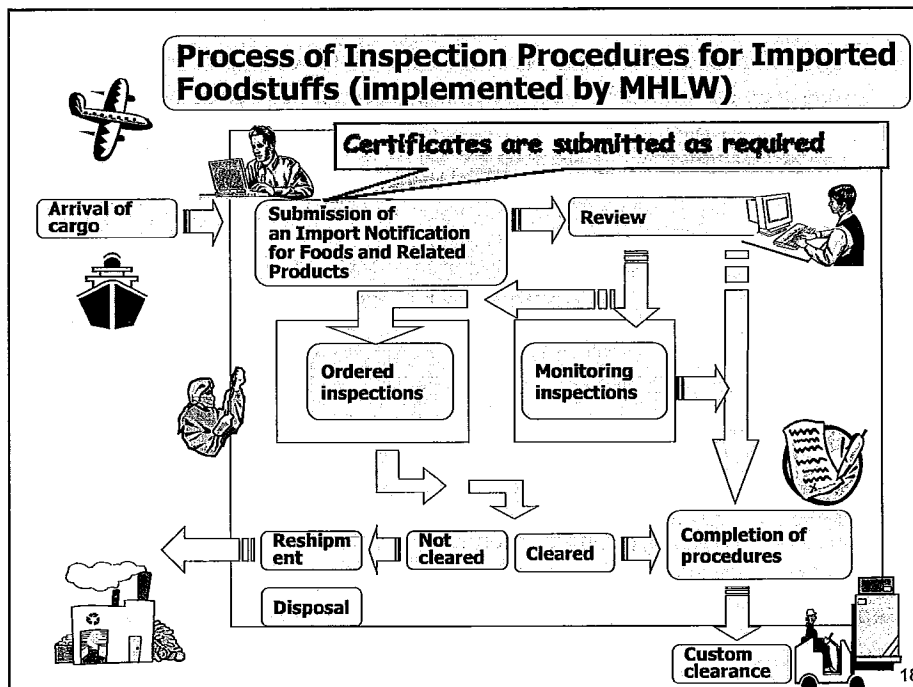 Process of Inspection Procedures for Imported
Foodstuffs (implemented by MHLW)
Certificates are submitted as required
Arrival of
cargo
Submission of
an Import Notification
for Foods and Related
Products
Review
Ordered
inspections
Monitoring
inspections
Reshipm
ent
Not
cleared
Cleared
Completion of
procedures
Disposal
Custom
clearance
18